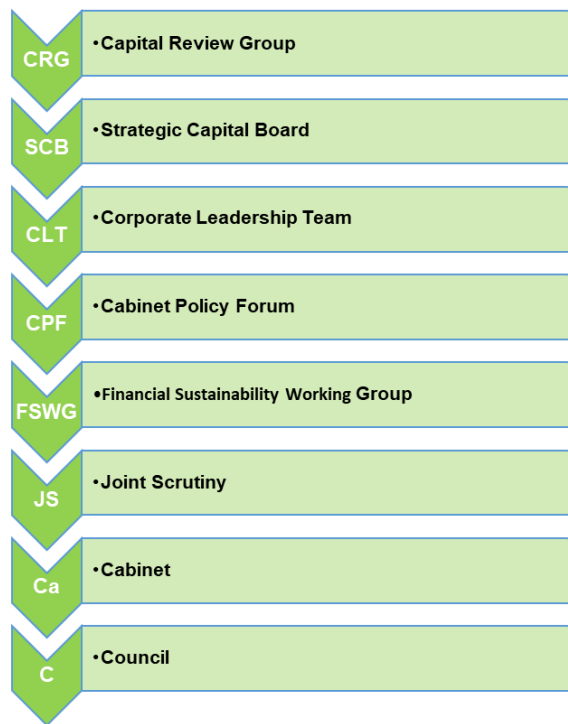 CRG
•Capital Review Group
SCB
•Strategic Capital Board
CLT
•Corporate Leadership Team
CPF
•Cabinet Policy Forum
FSWG
•Financial Sustainability Working Group
JS
•Joint Scrutiny
Ca
•Cabinet
C
•Council